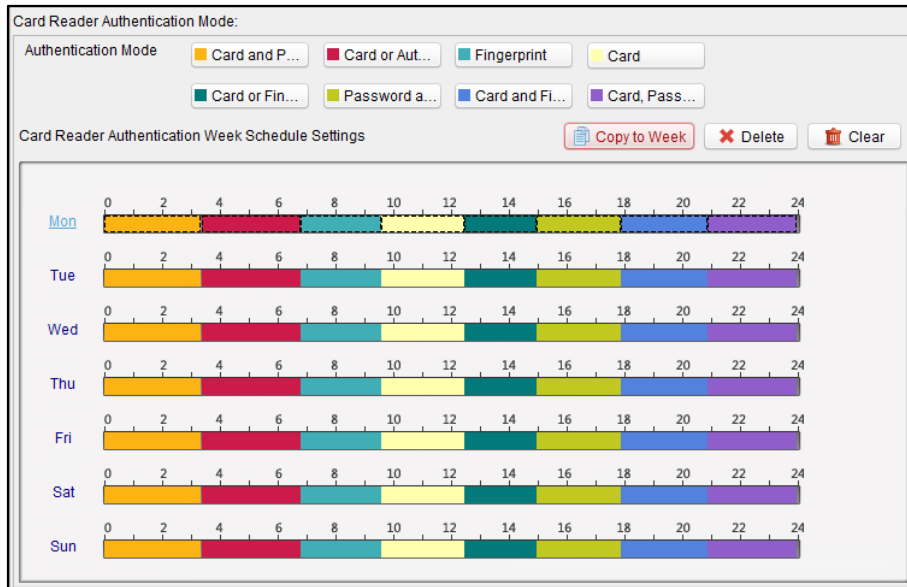 Card Reader Authentication Mode:
Authentication Mode Card and P... Card or Aut... Fingerprint Card
Card or Fin... Password a... Card and Fi... Card, Pass...
Card Reader Authentication Week Schedule Settings Copy to Week Delete Clear
0 2 4 6 8 10 12 14 16 18 20 22 24
Mon
0 2 4 6 8 10 12 14 16 18 20 22 24
Tue
0 2 4 6 8 10 12 14 16 18 20 22 24
Wed
0 2 4 6 8 10 12 14 16 18 20 22 24
Thu
0 2 4 6 8 10 12 14 16 18 20 22 24
Fri
0 2 4 6 8 10 12 14 16 18 20 22 24
Sat
0 2 4 6 8 10 12 14 16 18 20 22 24
Sun